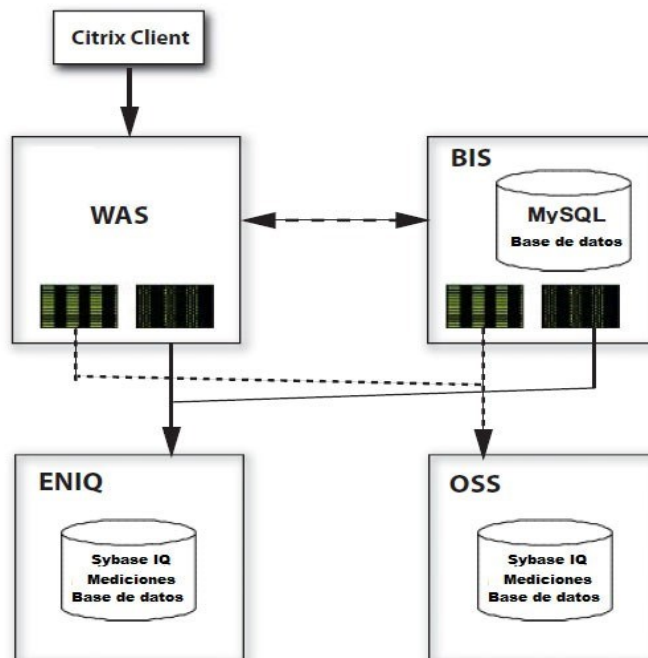 Citrix Client
WAS
BIS
MySQL
Base de datos
ENIQ
Sybase IQ
Mediciones
Base de datos
OSS
Sybase IQ
Mediciones
Base de datos